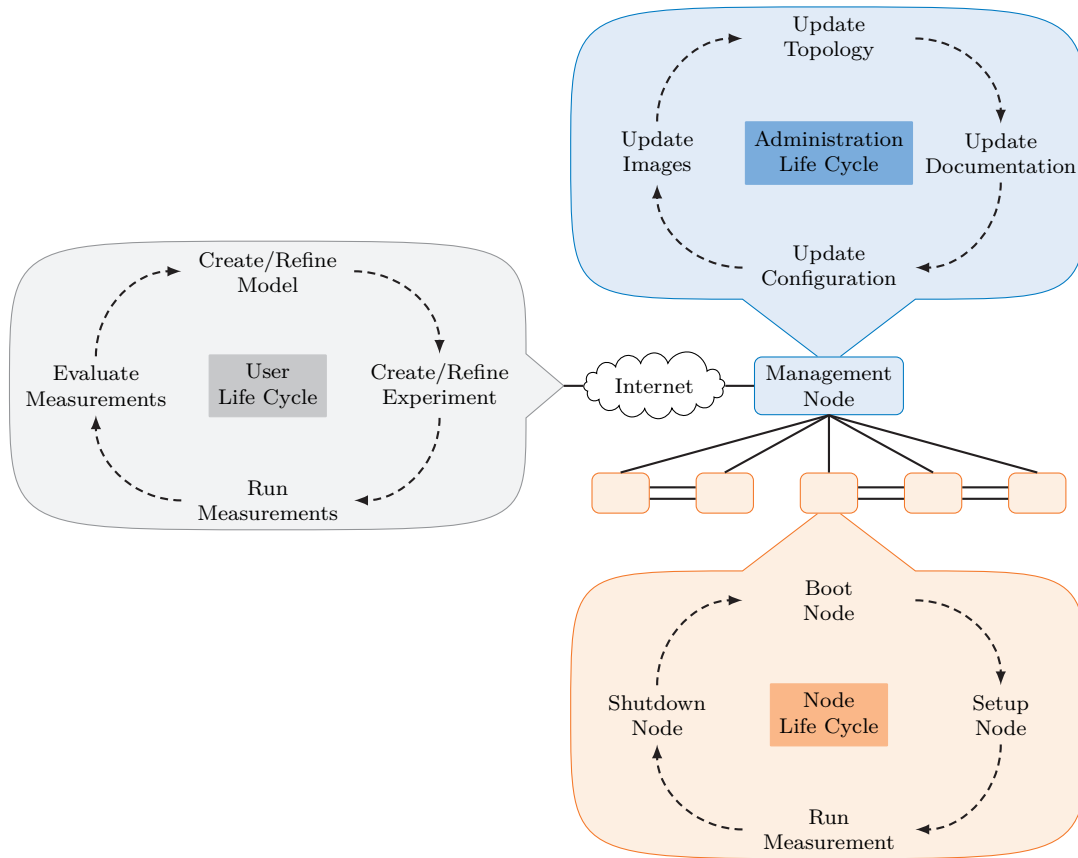 Update
Topology
Update
Images
Administration
Life Cycle
Update
Documentation
Update
Configuration
Create/Refine
Model
Evaluate
Measurements
User
Life Cycle
Create/Refine
Experiment
Run
Measurements
Internet
Management
Node
Boot
Node
Shutdown
Node
Node
Life Cycle
Setup
Node
Run
Measurement